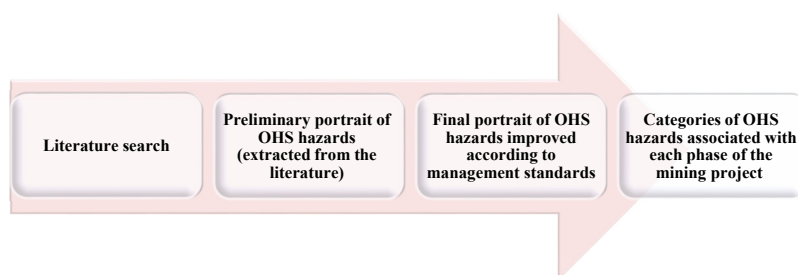 Literature search
Preliminary portrait of
OHS hazards
(extracted from the
literature)
Final portrait of OHS
hazards improved
according to
management standards
Categories of OHS
hazards associated with
each phase of the
mining project